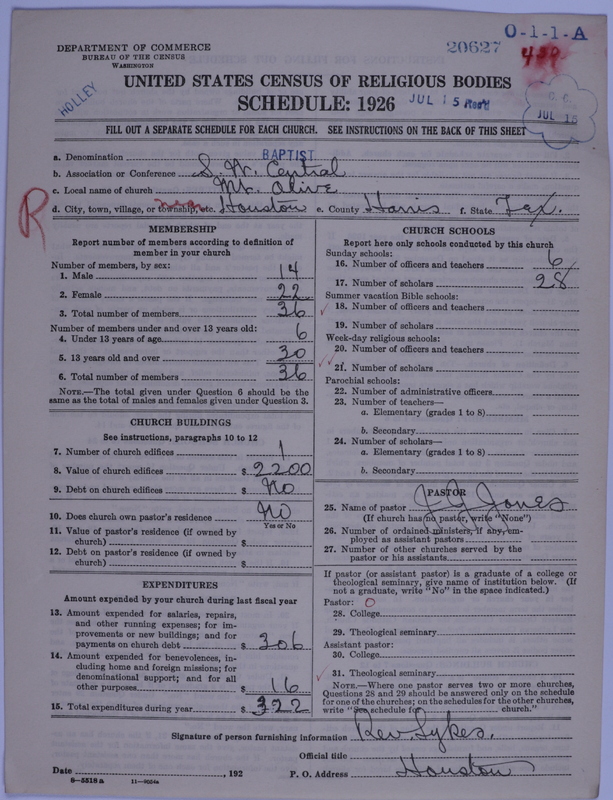 DEPARTMENT OF COMMERCE
BUREAU OF THE CENSUS
WASHINGTON
20627
O-1-1-A
429
HOLLEY
UNITED STATES CENSUS OF RELIGIOUS BODIES
SCHEDULE: 1926
JUL 15 Rec'd
C. C.
JUL 15
FILL OUT A SEPARATE SCHEDULE FOR EACH CHURCH. SEE INSTRUCTIONS ON THE BACK OF THIS SHEET
a. Denomination BAPTIST
b. Association or Conference S. W. Central
c. Local name of church Mt. Olive
d. City, town, village, or township, etc. near Houston e. County Harris f. State Tex.
R
MEMBERSHIP
Report number of members according to definition of
member in your church
Number of members, by sex:
1. Male 14
2. Female 22
3. Total number of members 36
Number of members under and over 13 years old:
4. Under 13 years of age 6
5. 13 years old and over 30
6. Total number of members 36
NOTE.—The total given under Question 6 should be
same as the total of males and females given under Question 3.
CHURCH BUILDINGS
See instructions, paragraphs 10 to 12
7. Number of church edifices 1
8. Value of church edifices $ 2200
9. Debt on church edifices $ No
10. Does church own pastor's residence No
Yes or No
11. Value of pastor's residence (if owned by
church) $
12. Debt on pastor's residence (if owned by
church) $
EXPENDITURES
Amount expended by your church during last fiscal year
13. Amount expended for salaries, repairs,
and other running expenses; for im-
provements or new buildings; and for
payments on church debt $ 306
14. Amount expended for benevolences, in-
cluding home and foreign missions; for
denominational support; and for all
other purposes $ 16
15. Total expenditures during year $ 322
CHURCH SCHOOLS
Report here only schools conducted by this church
Sunday schools:
16. Number of officers and teachers 6
17. Number of scholars 28
Summer vacation Bible schools:
18. Number of officers and teachers
19. Number of scholars
Week-day religious schools:
20. Number of officers and teachers
21. Number of scholars
Parochial schools:
22. Number of administrative officers
23. Number of teachers—
a. Elementary (grades 1 to 8)
b. Secondary
24. Number of scholars—
a. Elementary (grades 1 to 8)
b. Secondary
PASTOR
25. Name of pastor J G Jones
(If church has no pastor, write "None")
26. Number of ordained ministers, if any, em-
ployed as assistant pastors
27. Number of other churches served by the
pastor or his assistants
If pastor (or assistant pastor) is a graduate of a college or
theological seminary, give name of institution below. (If
not a graduate, write "No" in the space indicated.)
Pastor: O
28. College
29. Theological seminary
Assistant pastor:
30. College
31. Theological seminary
NOTE.—Where one pastor serves two or more churches,
Questions 28 and 29 should be answered only on the schedule
for one of the churches; on the schedules for the other churches,
write "See schedule for church."
Signature of person furnishing information Rev Sykes.
Official title
Date , 192 P. O. Address Houston
8-5518a 11-9024a